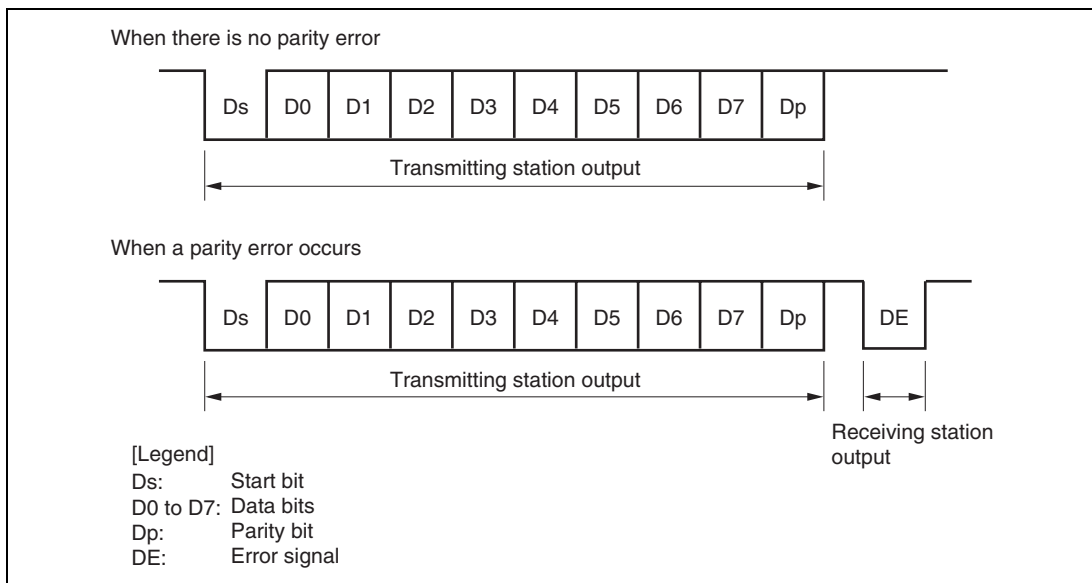 When there is no parity error
Ds D0 D1 D2 D3 D4 D5 D6 D7 Dp
Transmitting station output
When a parity error occurs
Ds D0 D1 D2 D3 D4 D5 D6 D7 Dp DE
Transmitting station output
Receiving station
output
[Legend]
Ds: Start bit
D0 to D7: Data bits
Dp: Parity bit
DE: Error signal